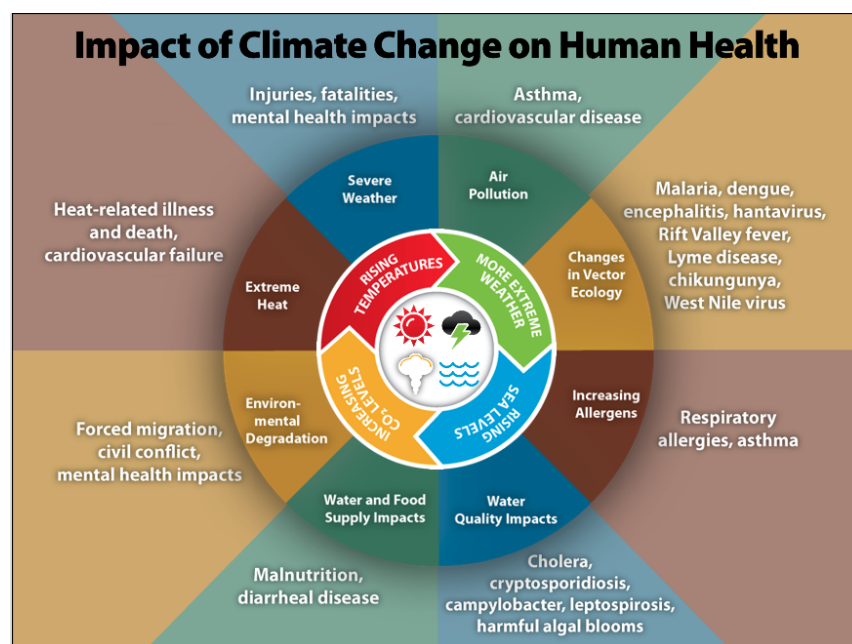 Impact of Climate Change on Human Health
Injuries, fatalities,
mental health impacts
Asthma,
cardiovascular disease
Severe
Weather
Air
Pollution
Heat-related illness
and death,
cardiovascular failure
Malaria, dengue,
encephalitis, hantavirus,
Rift Valley fever,
Lyme disease,
chikungunya,
West Nile virus
Extreme
Heat
RISING
TEMPERATURES
MORE EXTREME
WEATHER
Changes
in Vector
Ecology
Environ-
mental
Degradation
INCREASING
CO₂ LEVELS
RISING
SEA LEVELS
Increasing
Allergens
Forced migration,
civil conflict,
mental health impacts
Respiratory
allergies, asthma
Water and Food
Supply Impacts
Water
Quality Impacts
Malnutrition,
diarrheal disease
Cholera,
cryptosporidiosis,
campylobacter, leptospirosis,
harmful algal blooms